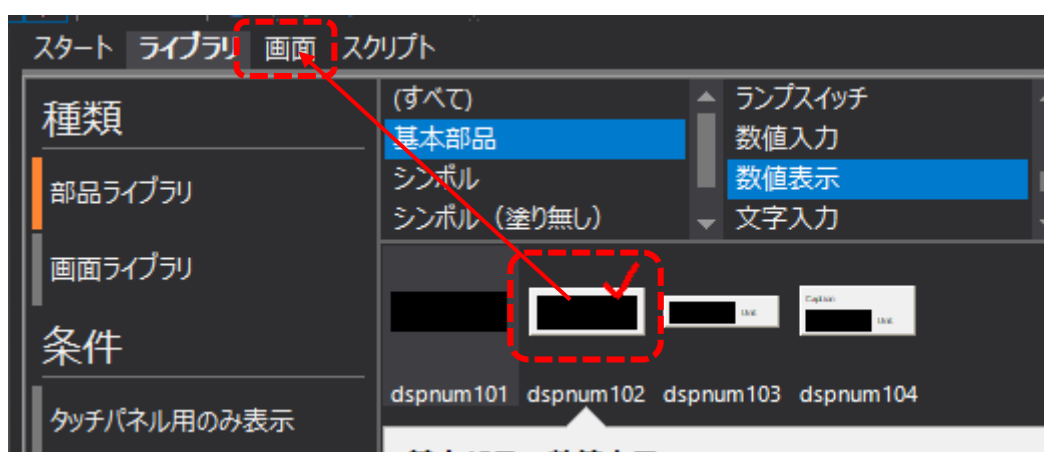 スタート ライブラリ 画面 スクリプト
種類
部品ライブラリ
画面ライブラリ
条件
タッチパネル用のみ表示
(すべて)
基本部品
シンボル
シンボル（塗り無し）
ランプスイッチ
数値入力
数値表示
文字入力
Unit
Caption
Unit
dspnum101 dspnum102 dspnum103 dspnum104